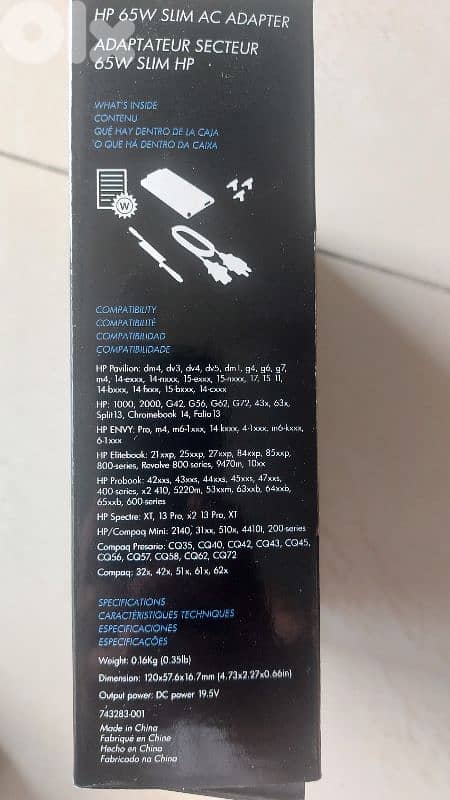 olx
HP 65W SLIM AC ADAPTER
ADAPTATEUR SECTEUR
65W SLIM HP
WHAT'S INSIDE
CONTENU
QUÉ HAY DENTRO DE LA CAJA
O QUE HÁ DENTRO DA CAIXA
W
COMPATIBILITY
COMPATIBILITÉ
COMPATIBILIDAD
COMPATIBILIDADE
HP Pavilion: dm4, dv3, dv4, dv5, dm1, g4, g6, g7,
m4, 14-exxx, 14-nxxx, 15-exxx, 15-nxxx, 17, 15 11,
14-bxxx, 14 fxxx, 15-bxxx, 14-cxxx
HP: 1000, 2000, G42, G56, G62, G72, 43x, 63x,
Split13, Chromebook 14, Folio13
HP ENVY: Pro, m4, m6-1xxx, 14-kxxx, 4-1xxx, m6-kxxx,
6-1xxx
HP Elitebook: 21xxp, 25xxp, 27xxp, 84xxp, 85xxp,
800-series, Revolve 800-series, 9470m, 10xx
HP Probook: 42xxs, 43xxs, 44xxs, 45xxs, 47xxs,
400-series, x2 410, 5220m, 53xxm, 63xxb, 64xxb,
65xxb, 600-series
HP Spectre: XT, 13 Pro, x2 13 Pro, XT
HP/Compaq Mini: 2140, 31xx, 510x, 4410t, 200-series
Compaq Presario: CQ35, CQ40, CQ42, CQ43, CQ45,
CQ56, CQ57, CQ58, CQ62, CQ72
Compaq: 32x, 42x, 51x, 61x, 62x
SPECIFICATIONS
CARACTÉRISTIQUES TECHNIQUES
ESPECIFICACIONES
ESPECIFICAÇÕES
Weight: 0.16Kg (0.35lb)
Dimension: 120x57.6x16.7mm (4.73x2.27x0.66in)
Output power: DC power 19.5V
743283-001
Made in China
Fabriqué en Chine
Hecho en China
Fabricado na China